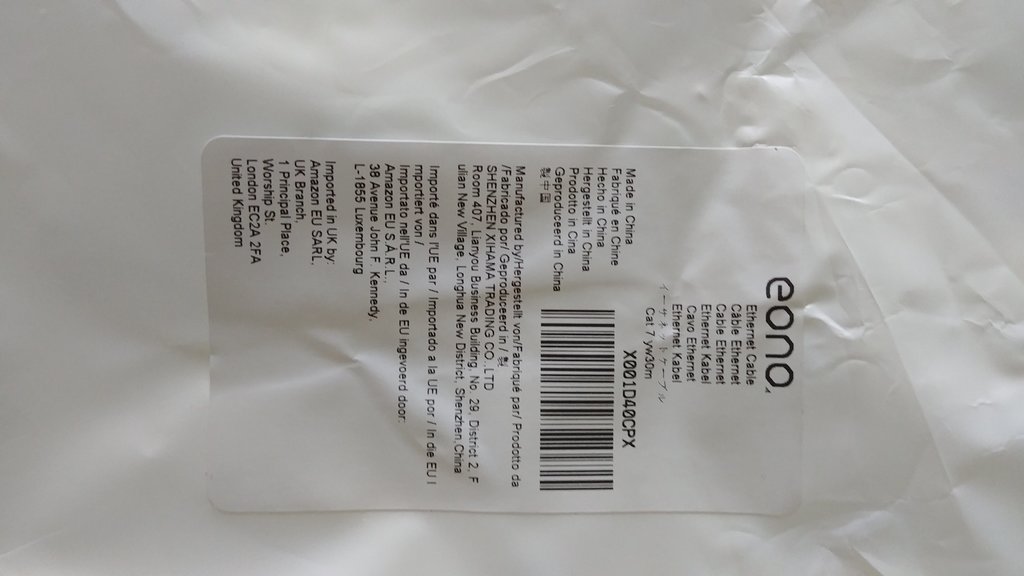 eono
Ethernet Cable
Câble Ethernet
Cable Ethernet
Ethernet Kabel
Cavo Ethernet
Ethernet Kabel
イーサネットケーブル
Cat 7 yw30m
X001D40CPX
Made in China
Fabriqué en Chine
Hecho in China
Hergestellt in China
Prodotto in Cina
Geproduceerd in China
製中国
Manufactured by/Hergestellt von/Fabriqué par/ Prodotto da
/Fabricado por/ Geproduceerd in / 製
SHENZHEN XIHAMA TRADING CO.,LTD
Room 407, Lianyou Business Building, No. 29, District 2, F
ulian New Village, Longhua New District, Shenzhen,China
Importé dans l'UE par / Importado a la UE por / In die EU i
mportiert von /
Importato nell'UE da / In de EU ingevoerd door:
Amazon EU S.A.R.L.,
38 Avenue John F. Kennedy,
L-1855 Luxembourg
Imported in UK by:
Amazon EU SARL,
UK Branch,
1 Principal Place,
Worship St.
London EC2A 2FA
United Kingdom